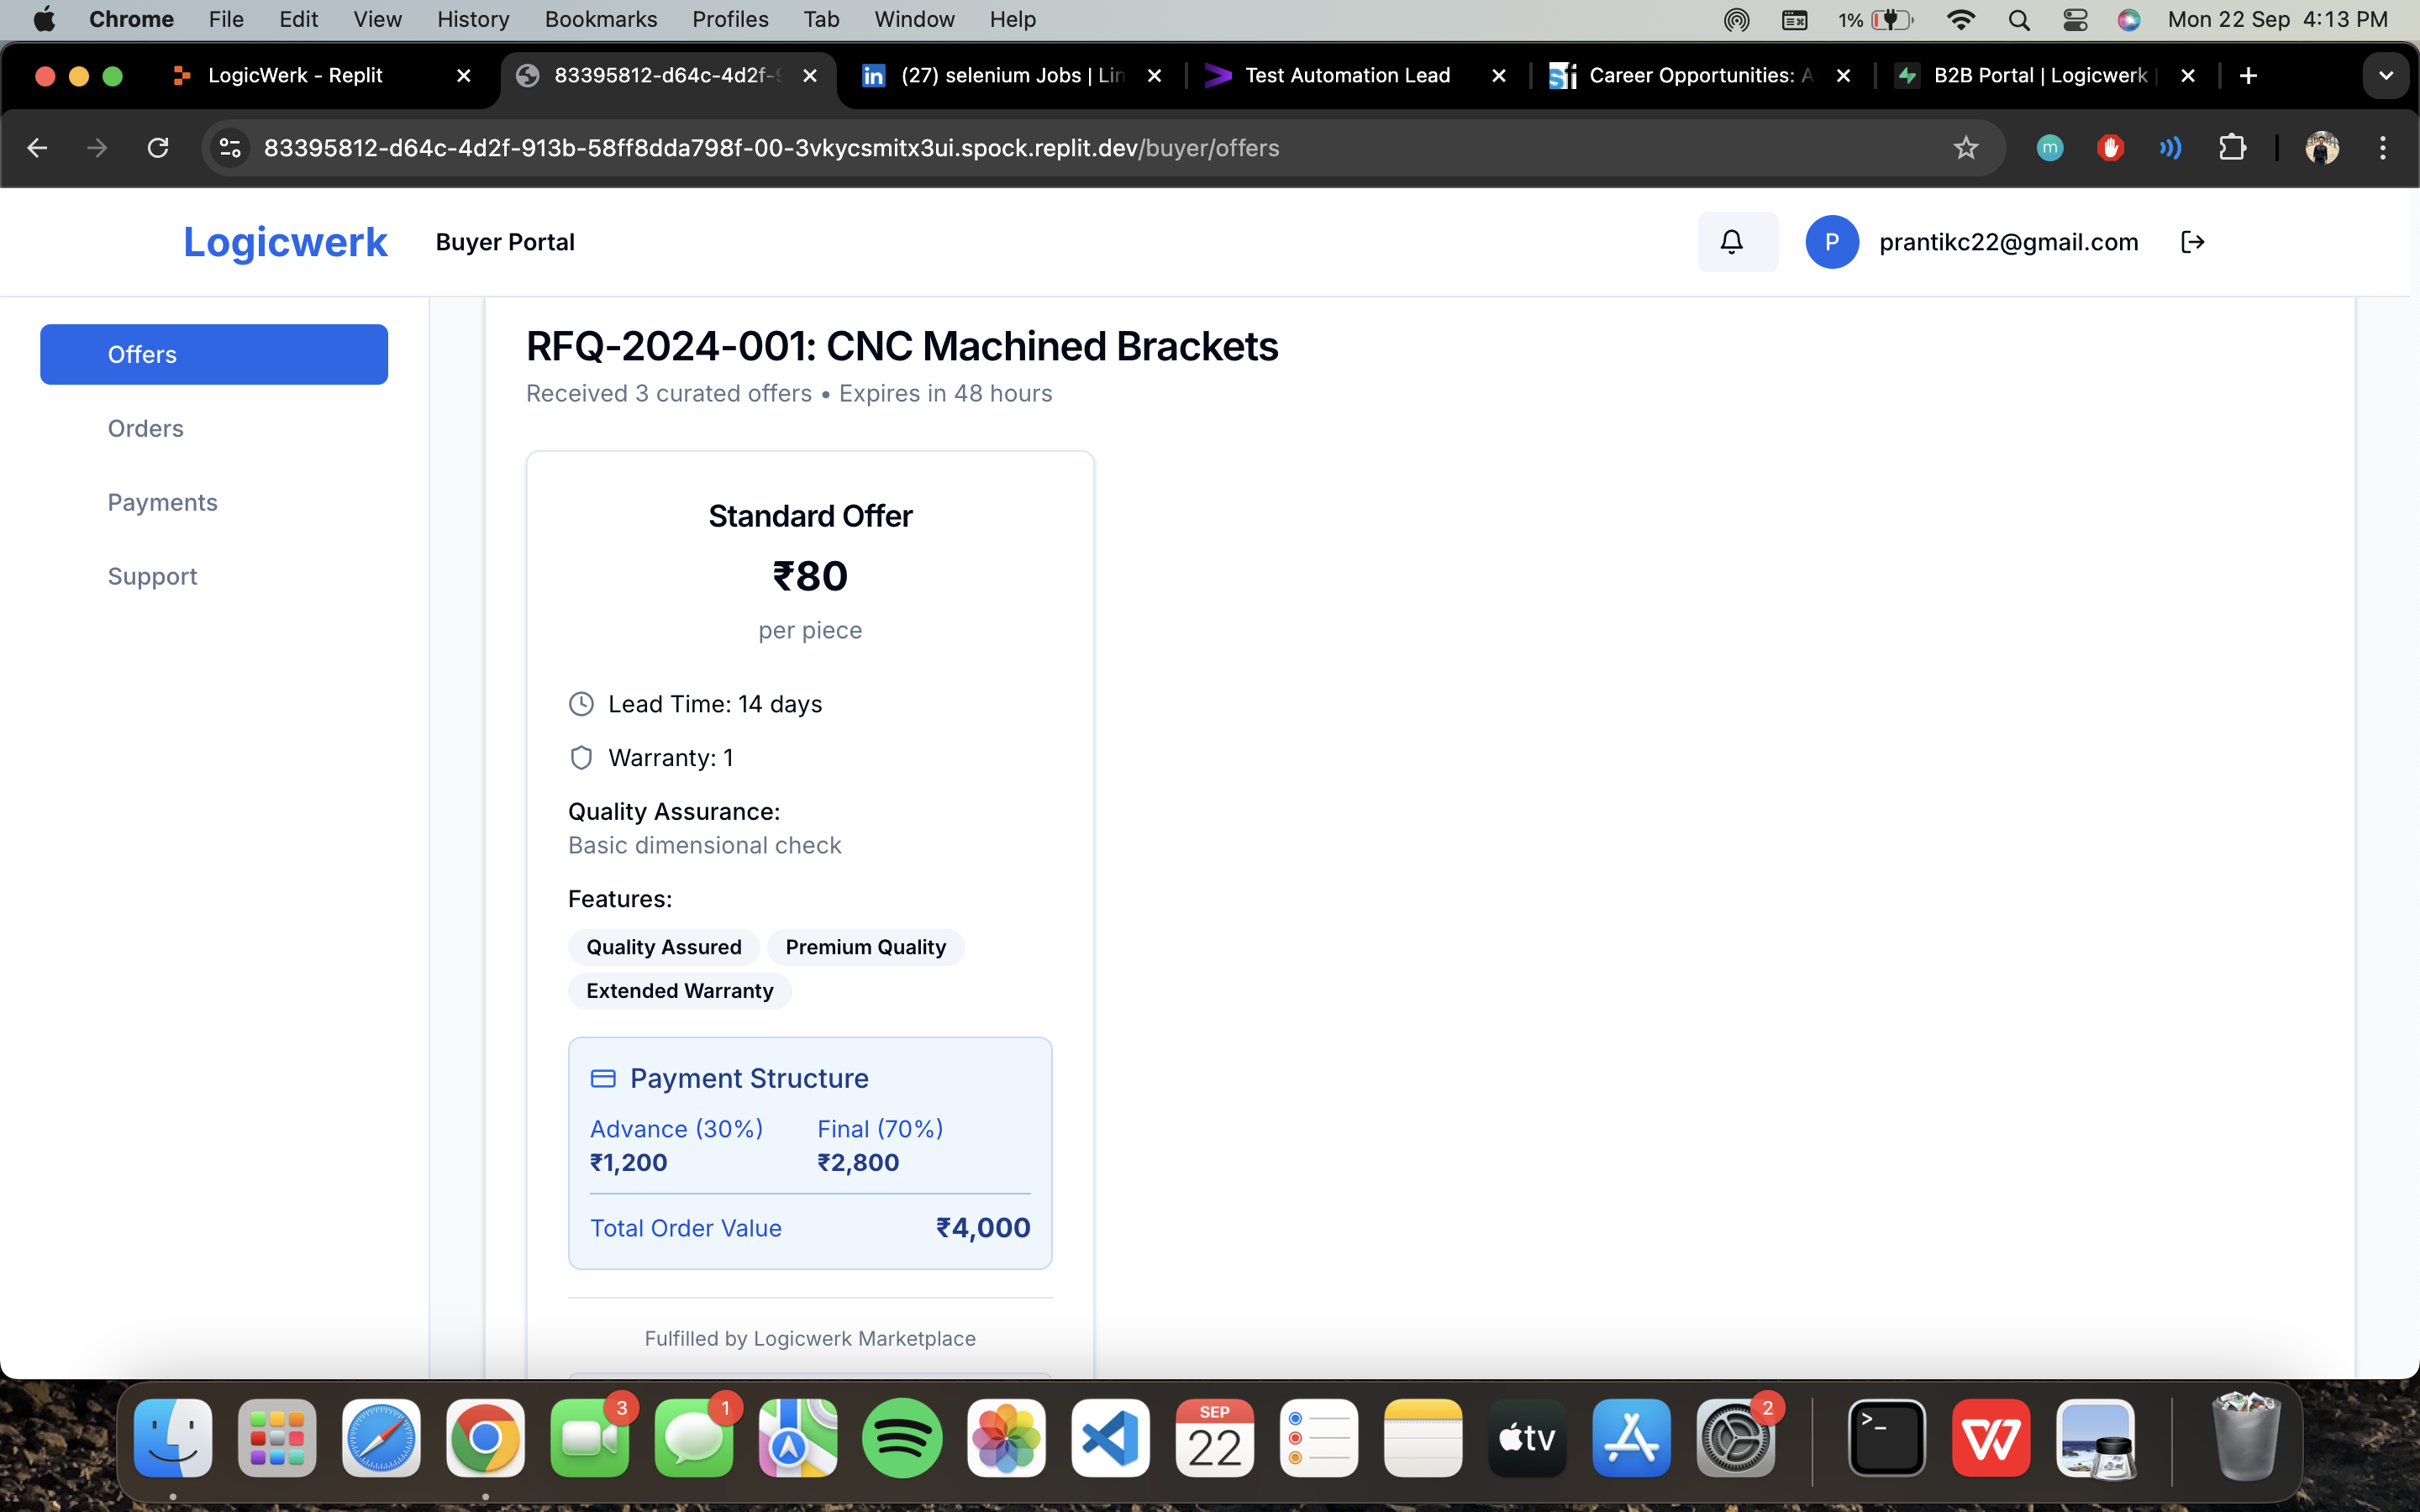 Chrome File Edit View History Bookmarks Profiles Tab Window Help 1% Mon 22 Sep 4:13 PM
LogicWerk - Replit 83395812-d64c-4d2f-9 (27) selenium Jobs | Lin Test Automation Lead Career Opportunities: A B2B Portal | Logicwerk
83395812-d64c-4d2f-913b-58ff8dda798f-00-3vkycsmitx3ui.spock.replit.dev/buyer/offers m
Logicwerk Buyer Portal P prantikc22@gmail.com
Offers
Orders
Payments
Support
RFQ-2024-001: CNC Machined Brackets
Received 3 curated offers • Expires in 48 hours
Standard Offer
₹80
per piece
Lead Time: 14 days
Warranty: 1
Quality Assurance:
Basic dimensional check
Features:
Quality Assured Premium Quality
Extended Warranty
Payment Structure
Advance (30%) Final (70%)
₹1,200 ₹2,800
Total Order Value ₹4,000
Fulfilled by Logicwerk Marketplace
3 1 SEP 22 tv 2